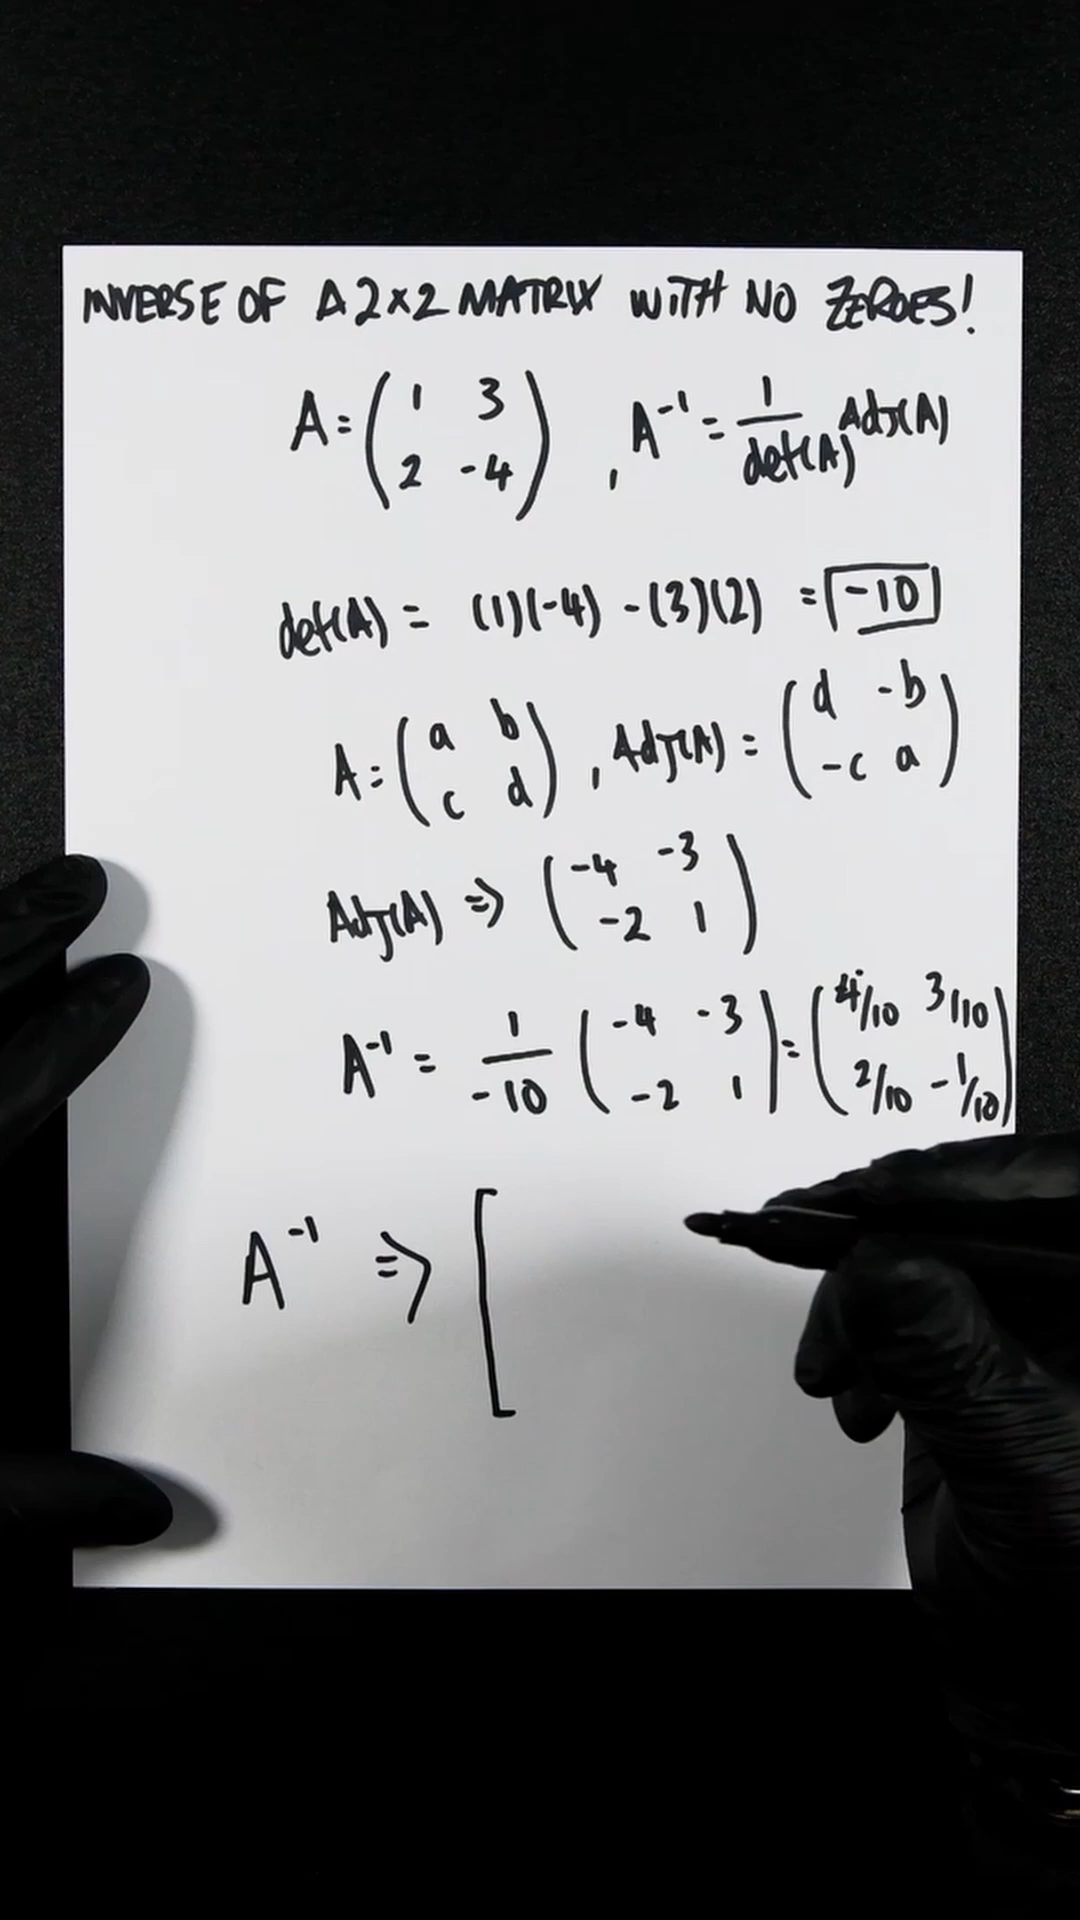 INVERSE OF A 2×2 MATRIX WITH NO ZEROES!
A = ( 1 3 ; 2 -4 ) , A⁻¹ = 1/det(A) Adj(A)
det(A) = (1)(-4) - (3)(2) = -10
A = ( a b ; c d ) , Adj(A) = ( d -b ; -c a )
Adj(A) => ( -4 -3 ; -2 1 )
A⁻¹ = 1/-10 ( -4 -3 ; -2 1 ) = ( 4/10 3/10 ; 2/10 -1/10 )
A⁻¹ => [